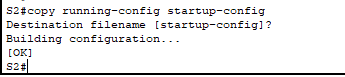 S2#copy running-config startup-config
Destination filename [startup-config]?
Building configuration...
[OK]
S2#